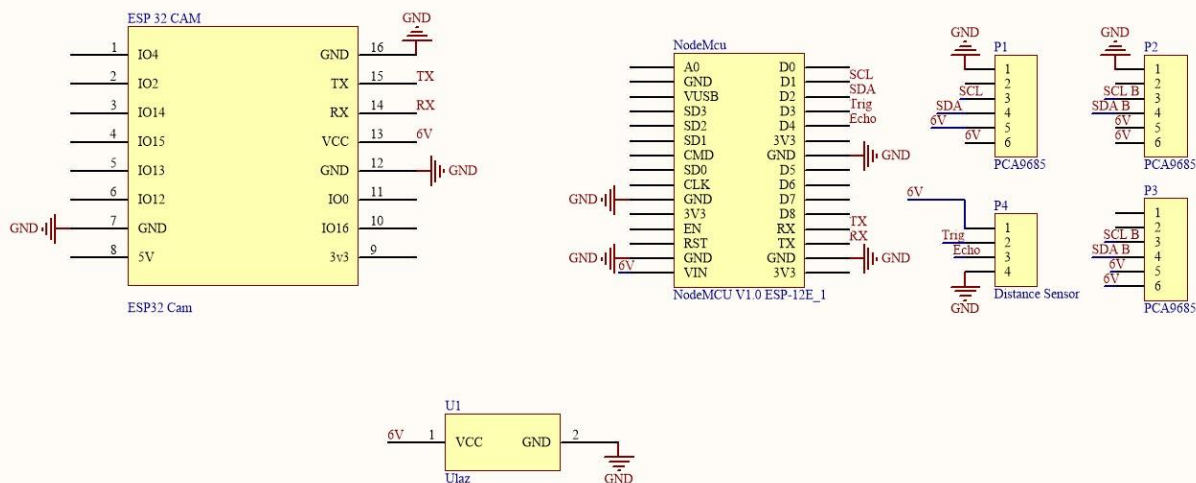 ESP 32 CAM
GND
1 IO4 GND 16
2 IO2 TX 15 TX
3 IO14 RX 14 RX
4 IO15 VCC 13 6V
5 IO13 GND 12 GND
6 IO12 IO0 11
GND 7 GND IO16 10
8 5V 3v3 9
ESP32 Cam
NodeMcu
A0 D0
GND D1 SCL
VUSB D2 SDA
SD3 D3 Trig
SD2 D4 Echo
SD1 3V3
CMD GND GND
SD0 D5
CLK D6
GND GND D7
3V3 D8
EN RX TX
RST TX RX
GND GND GND GND
6V VIN 3V3
NodeMCU V1.0 ESP-12E_1
GND
P1
1
2
SCL 3
SDA 4
6V 5
6V 6
PCA9685
GND
P2
1
2
SCL B 3
SDA B 4
6V 5
6V 6
PCA9685
P4
6V 1
Trig 2
Echo 3
4
GND
Distance Sensor
P3
1
2
SCL B 3
SDA B 4
6V 5
6V 6
PCA9685
U1
6V 1 VCC GND 2
GND
Ulaz